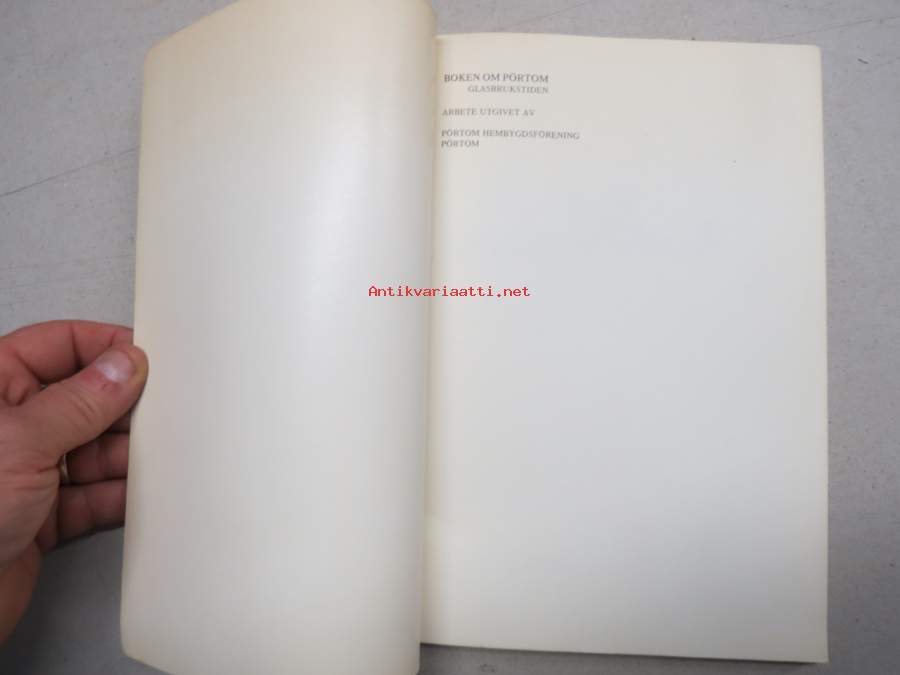 BOKEN OM PÖRTOM
GLASBRUKSTIDEN
ARBETE UTGIVET AV
PÖRTOM HEMBYGDSFÖRENING
PÖRTOM
Antikvariaatti.net